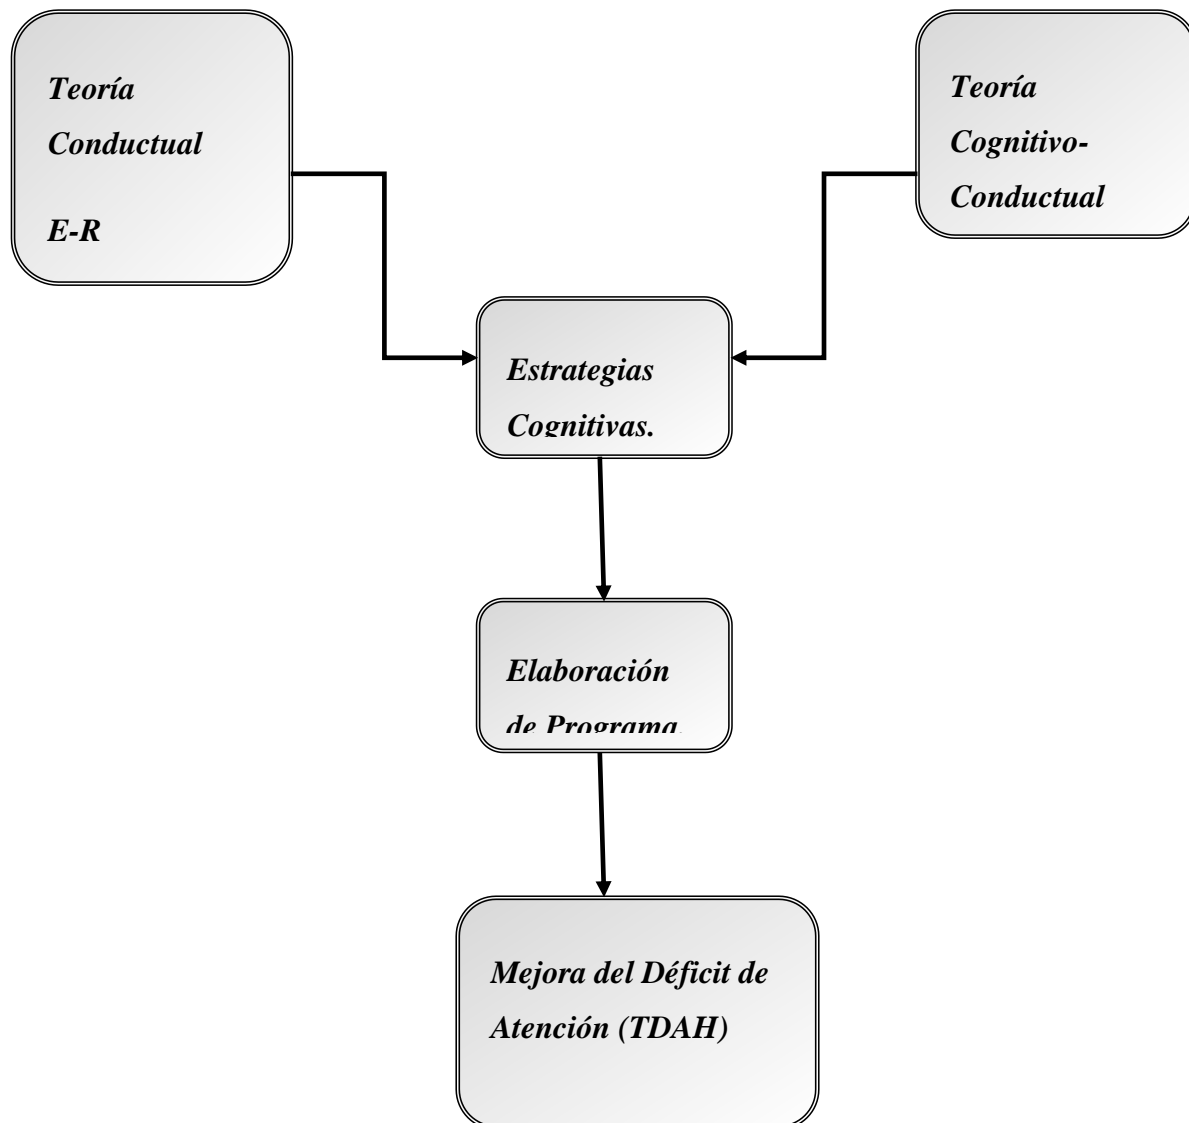 Teoría
Conductual
E-R
Teoría
Cognitivo-
Conductual
Estrategias
Cognitivas.
Elaboración
de Programa.
Mejora del Déficit de
Atención (TDAH)